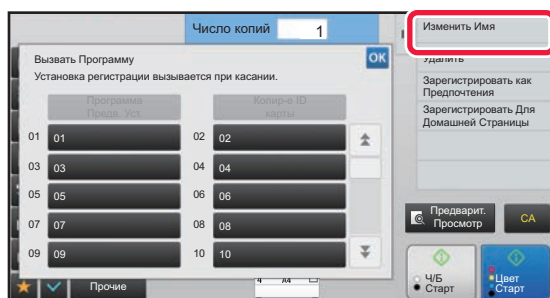 Число копий 1
Изменить Имя
Вызвать Программу
OK
Установка регистрации вызывается при касании.
Удалить
Зарегистрировать как
Предпочтения
Зарегистрировать Для
Домашней Страницы
Программа
Предв. Уст.
Копир-е ID
карты
01 01
02 02
03 03
04 04
05 05
06 06
07 07
08 08
09 09
10 10
Предварит.
Просмотр
CA
Ч/Б
Старт
Цвет
Старт
Прочие
A4